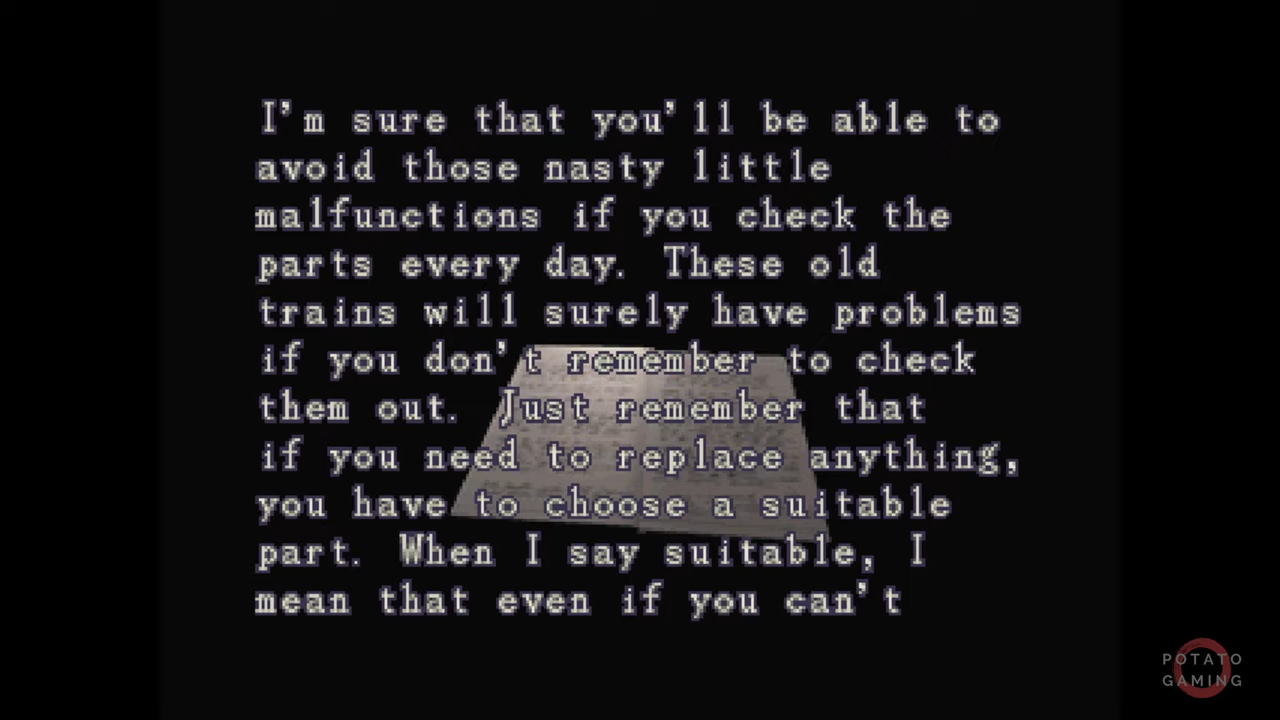 I'm sure that you'll be able to
avoid those nasty little
malfunctions if you check the
parts every day. These old
trains will surely have problems
if you don't remember to check
them out. Just remember that
if you need to replace anything,
you have to choose a suitable
part. When I say suitable, I
mean that even if you can't
POTATO
GAMING